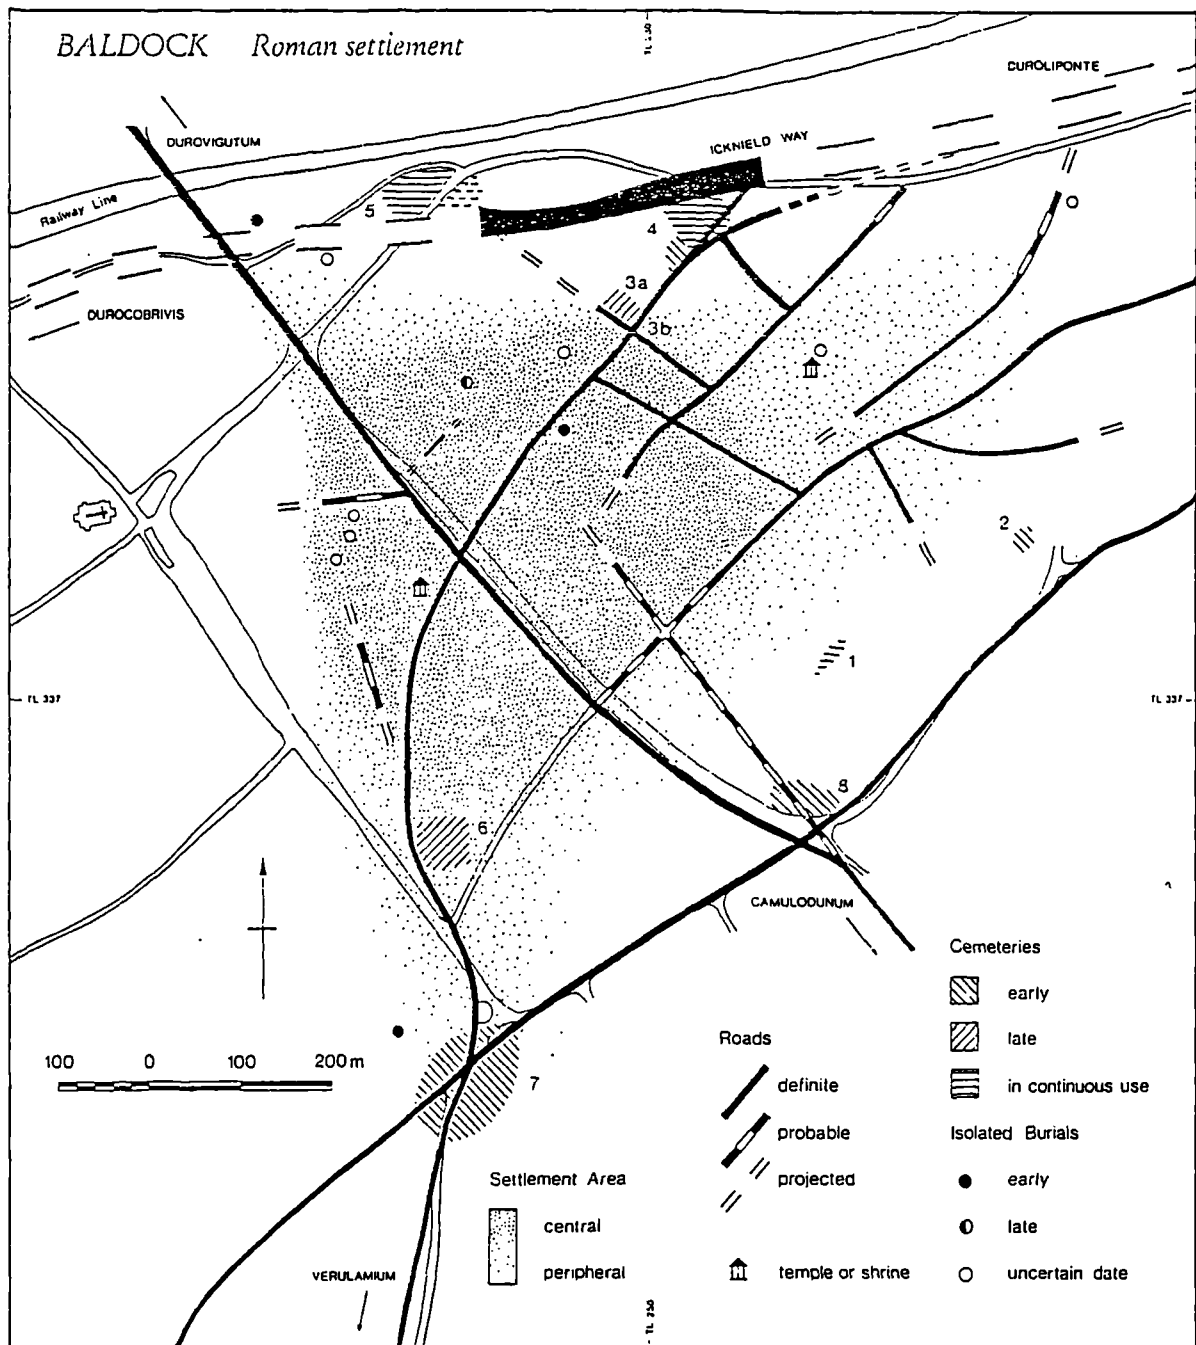 BALDOCK Roman settlement
DUROLIPONTE
DUROVIGUTUM
ICKNIELD WAY
Railway Line
5
4
3a
DUROCOBRIVIS
3b
2
1
TL 337
TL 337
8
6
CAMULODUNUM
7
100 0 100 200 m
VERULAMIUM
TL 250
Settlement Area
central
peripheral
Roads
definite
probable
projected
temple or shrine
Cemeteries
early
late
in continuous use
Isolated Burials
early
late
uncertain date